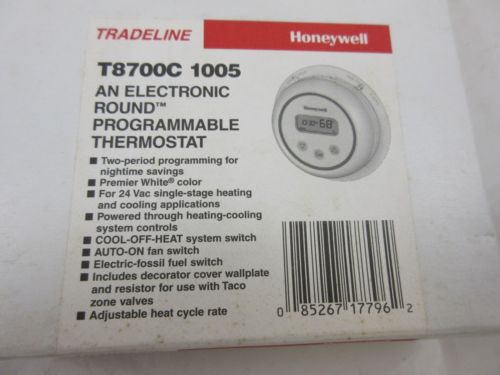 TRADELINE
Honeywell
T8700C 1005
AN ELECTRONIC
ROUND™
PROGRAMMABLE
THERMOSTAT
Honeywell
■ Two-period programming for
nightime savings
■ Premier White® color
■ For 24 Vac single-stage heating
and cooling applications
■ Powered through heating-cooling
system controls
■ COOL-OFF-HEAT system switch
■ AUTO-ON fan switch
■ Electric-fossil fuel switch
■ Includes decorator cover wallplate
and resistor for use with Taco
zone valves
■ Adjustable heat cycle rate
0 85267 17796 2